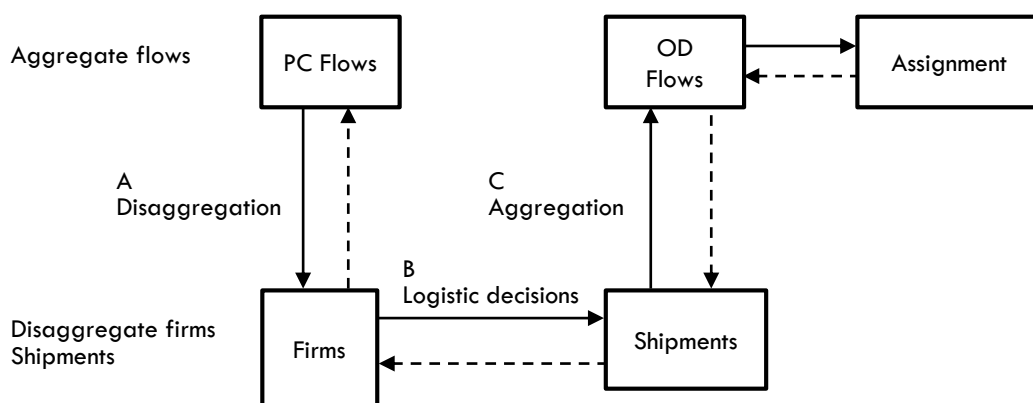 Aggregate flows
PC Flows
OD
Flows
Assignment
A
Disaggregation
C
Aggregation
B
Logistic decisions
Disaggregate firms
Shipments
Firms
Shipments